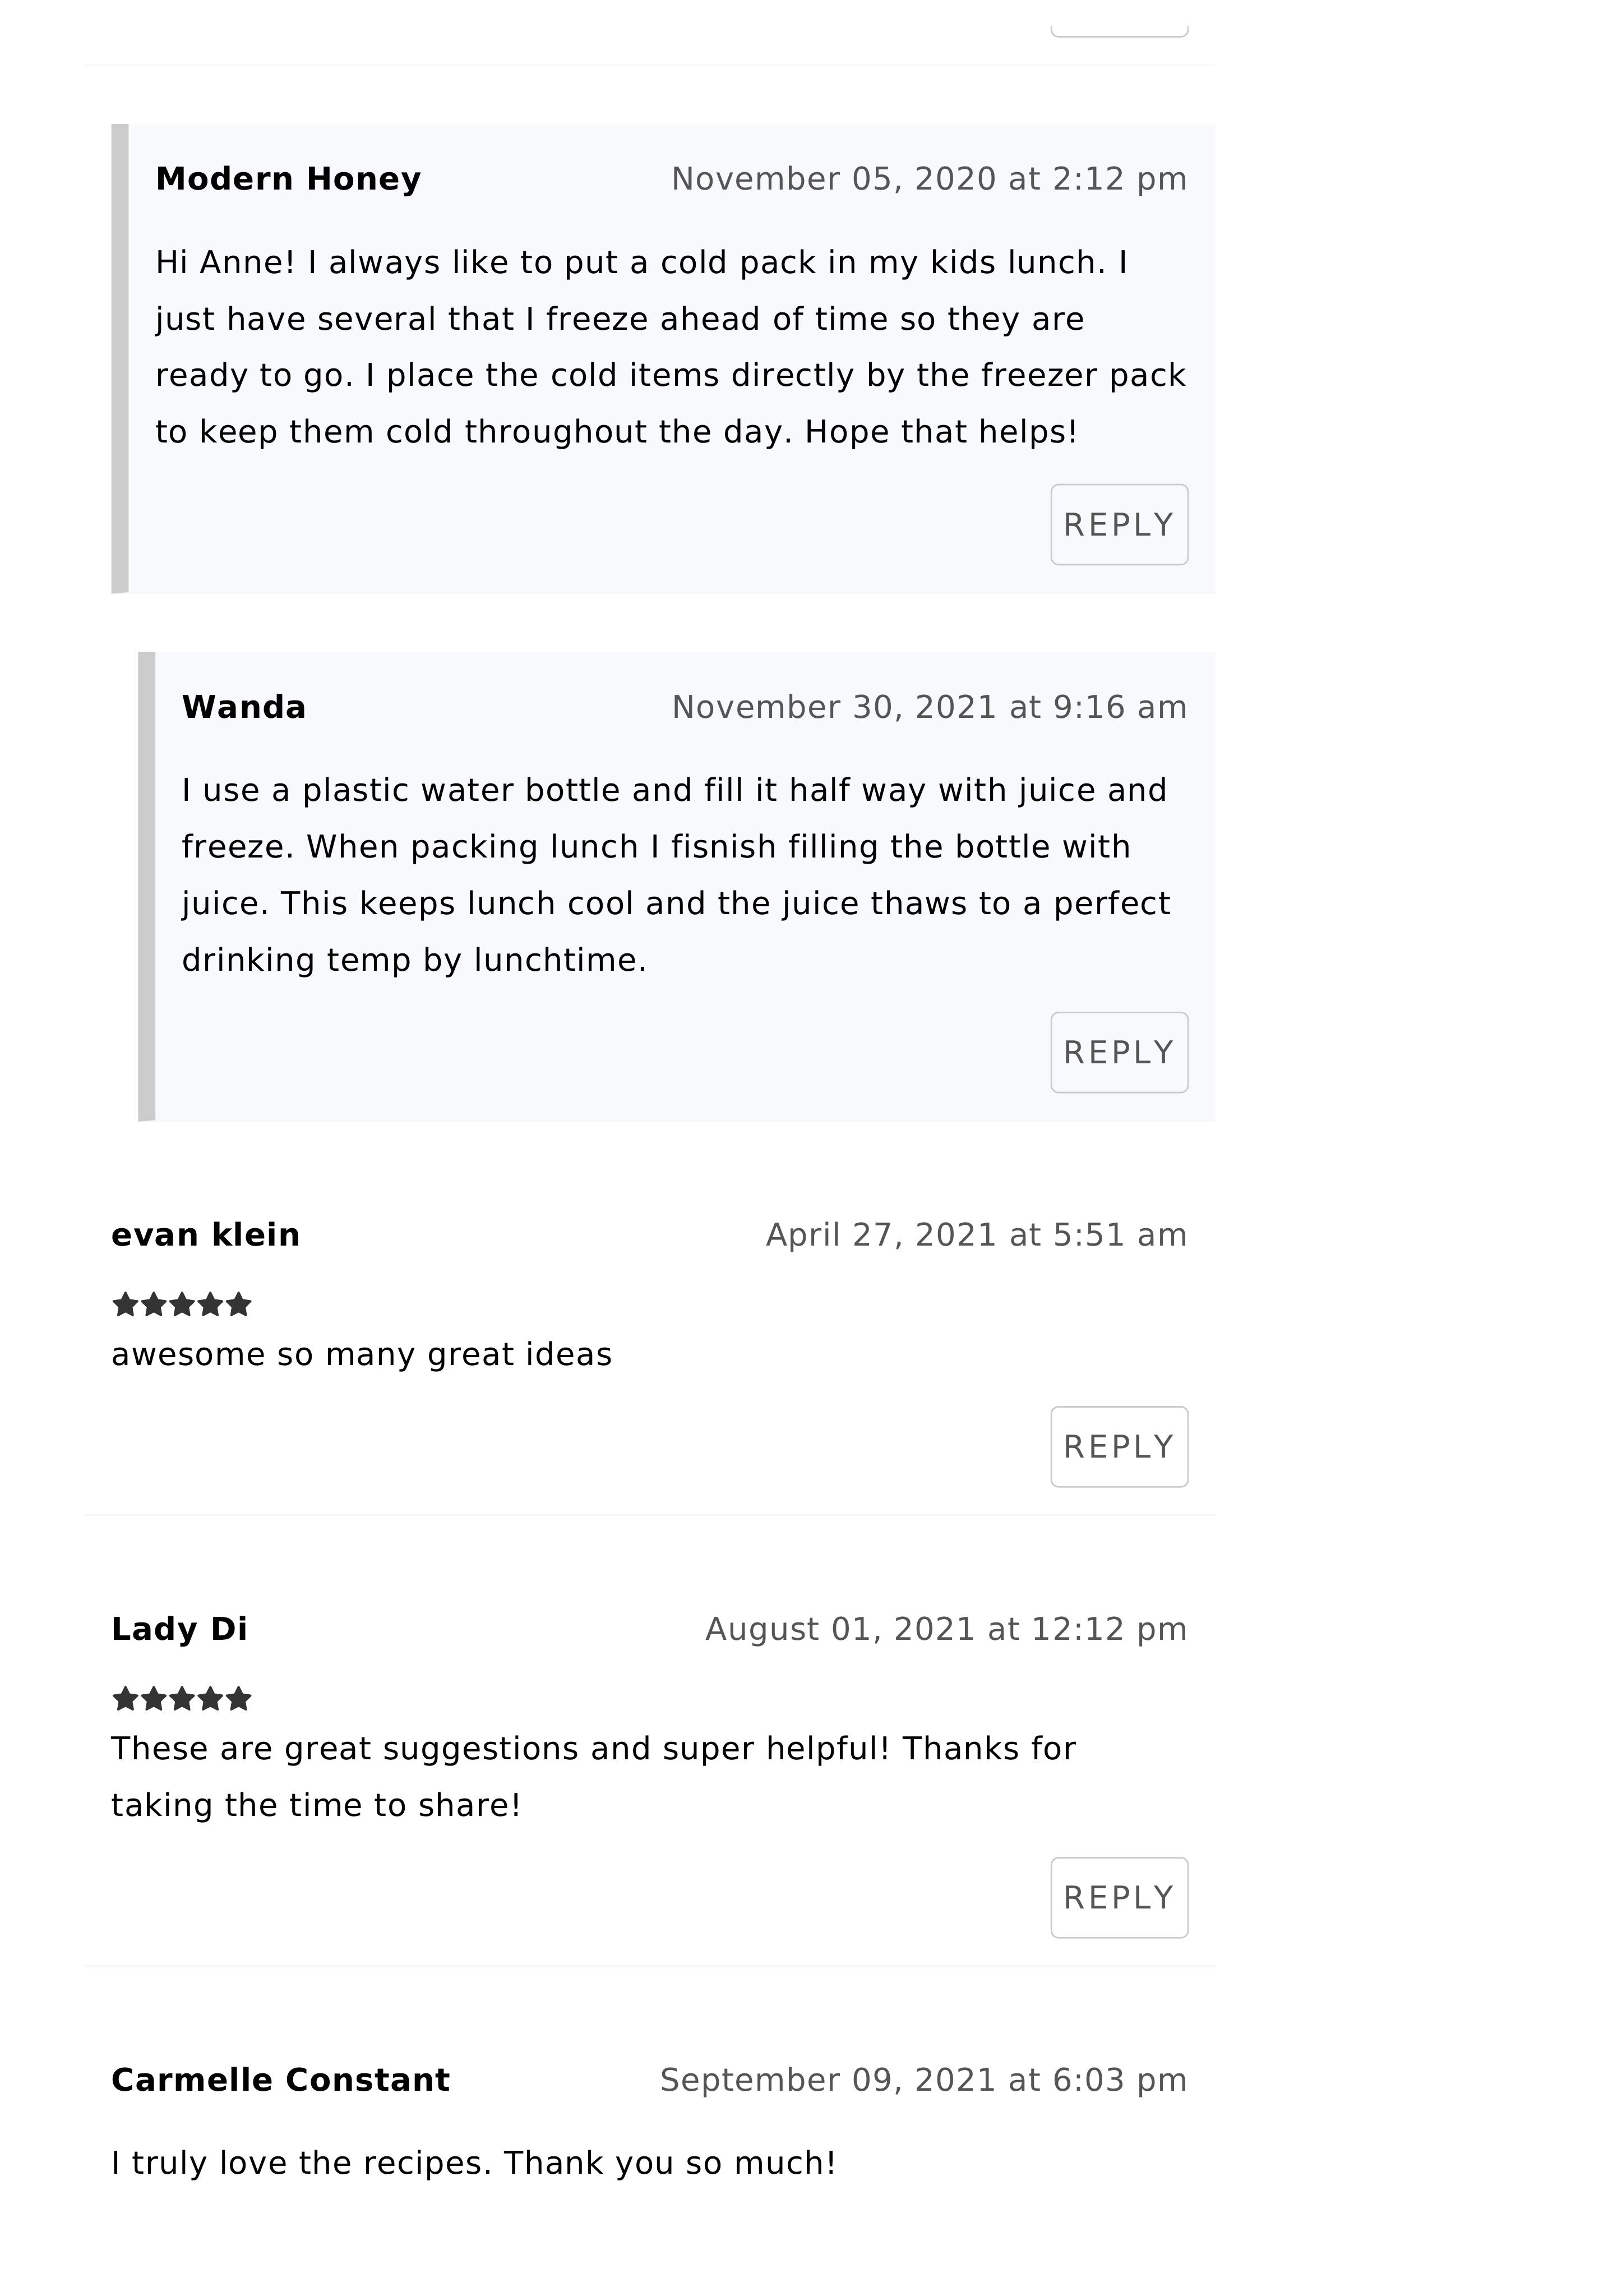 Modern Honey November 05, 2020 at 2:12 pm
Hi Anne! I always like to put a cold pack in my kids lunch. I
just have several that I freeze ahead of time so they are
ready to go. I place the cold items directly by the freezer pack
to keep them cold throughout the day. Hope that helps!
REPLY
Wanda November 30, 2021 at 9:16 am
I use a plastic water bottle and fill it half way with juice and
freeze. When packing lunch I fisnish filling the bottle with
juice. This keeps lunch cool and the juice thaws to a perfect
drinking temp by lunchtime.
REPLY
evan klein April 27, 2021 at 5:51 am
awesome so many great ideas
REPLY
Lady Di August 01, 2021 at 12:12 pm
These are great suggestions and super helpful! Thanks for
taking the time to share!
REPLY
Carmelle Constant September 09, 2021 at 6:03 pm
I truly love the recipes. Thank you so much!